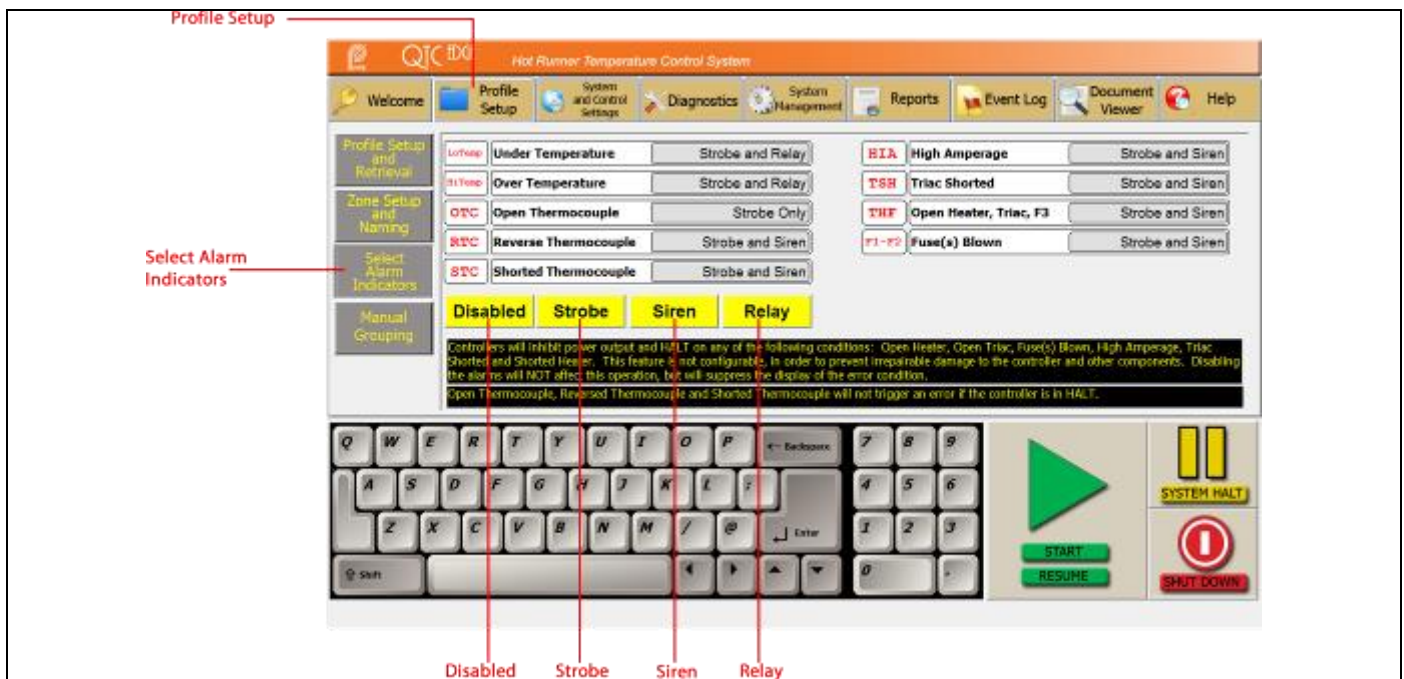 Profile Setup
QTC fDO Hot Runner Temperature Control System
Welcome
Profile
Setup
System
and Control
Settings
Diagnostics
System
Management
Reports
Event Log
Document
Viewer
Help
Profile Setup
and
Retrieval
Zone Setup
and
Naming
Select
Alarm
Indicators
Manual
Grouping
Select Alarm
Indicators
LoTemp Under Temperature Strobe and Relay
HiTemp Over Temperature Strobe and Relay
OTC Open Thermocouple Strobe Only
RTC Reverse Thermocouple Strobe and Siren
STC Shorted Thermocouple Strobe and Siren
HIA High Amperage Strobe and Siren
TSH Triac Shorted Strobe and Siren
THF Open Heater, Triac, F3 Strobe and Siren
F1-F2 Fuse(s) Blown Strobe and Siren
Disabled Strobe Siren Relay
Controllers will inhibit power output and HALT on any of the following conditions: Open Heater, Open Triac, Fuse(s) Blown, High Amperage, Triac
Shorted and Shorted Heater. This feature is not configurable, in order to prevent irrepairable damage to the controller and other components. Disabling
the alarms will NOT affect this operation, but will suppress the display of the error condition.
Open Thermocouple, Reversed Thermocouple and Shorted Thermocouple will not trigger an error if the controller is in HALT.
Q W E R T Y U I O P ← Backspace 7 8 9
A S D F G H J K L : 4 5 6
Z X C V B N M / @ Enter 1 2 3
Shift 0 .
START
RESUME
SYSTEM HALT
SHUT DOWN
Disabled Strobe Siren Relay